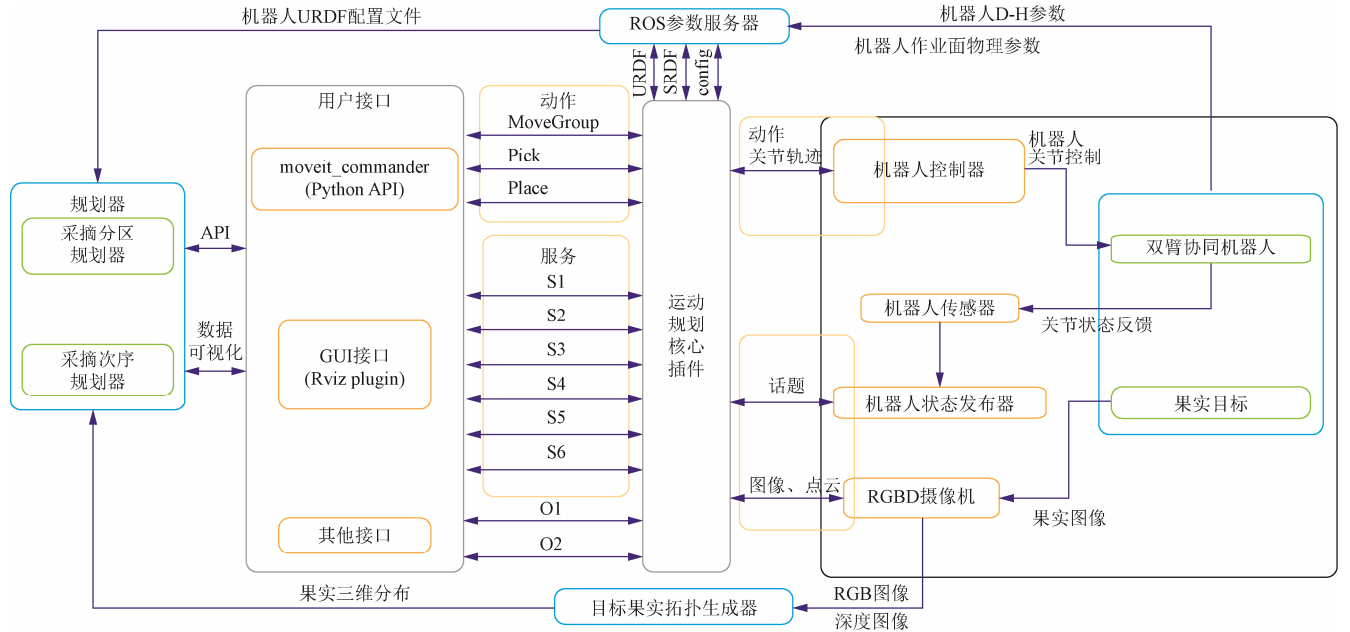 机器人URDF配置文件
ROS参数服务器
机器人D-H参数
机器人作业面物理参数
URDF
SRDF
config
用户接口
moveit_commander
(Python API)
GUI接口
(Rviz plugin)
其他接口
动作
MoveGroup
Pick
Place
服务
S1
S2
S3
S4
S5
S6
O1
O2
规划器
采摘分区
规划器
采摘次序
规划器
API
数据
可视化
运动
规划
核心
插件
动作
关节轨迹
机器人控制器
机器人
关节控制
双臂协同机器人
机器人传感器
关节状态反馈
话题
机器人状态发布器
果实目标
图像、点云
RGBD摄像机
果实图像
果实三维分布
目标果实拓扑生成器
RGB图像
深度图像